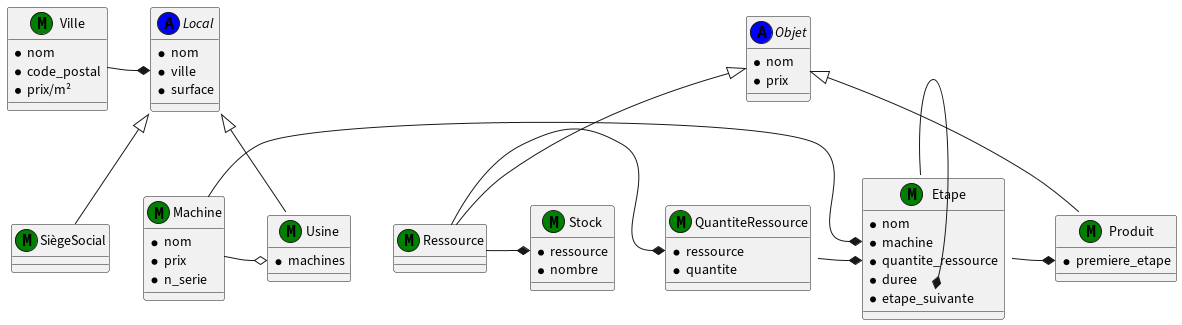 M Ville
nom
code_postal
prix/m²
A Local
nom
ville
surface
A Objet
nom
prix
M SiègeSocial
M Machine
nom
prix
n_serie
M Usine
machines
M Ressource
M Stock
ressource
nombre
M QuantiteRessource
ressource
quantite
M Etape
nom
machine
quantite_ressource
duree
etape_suivante
M Produit
premiere_etape